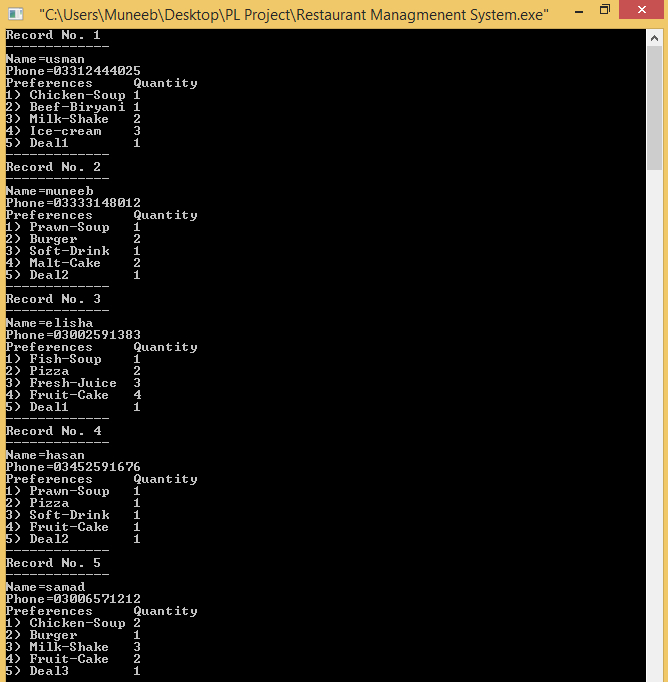 "C:\Users\Muneeb\Desktop\PL Project\Restaurant Managmenent System.exe"
Record No. 1
-------------
Name=usman
Phone=03312444025
Preferences     Quantity
1) Chicken-Soup 1
2) Beef-Biryani 1
3) Milk-Shake   2
4) Ice-cream    3
5) Deal1        1
-------------
Record No. 2
-------------
Name=muneeb
Phone=03333148012
Preferences     Quantity
1) Prawn-Soup   1
2) Burger       2
3) Soft-Drink   1
4) Malt-Cake    2
5) Deal2        1
-------------
Record No. 3
-------------
Name=elisha
Phone=03002591383
Preferences     Quantity
1) Fish-Soup    1
2) Pizza        2
3) Fresh-Juice  3
4) Fruit-Cake   4
5) Deal1        1
-------------
Record No. 4
-------------
Name=hasan
Phone=03452591676
Preferences     Quantity
1) Prawn-Soup   1
2) Pizza        1
3) Soft-Drink   1
4) Fruit-Cake   1
5) Deal2        1
-------------
Record No. 5
-------------
Name=samad
Phone=03006571212
Preferences     Quantity
1) Chicken-Soup 2
2) Burger       1
3) Milk-Shake   3
4) Fruit-Cake   2
5) Deal3        1